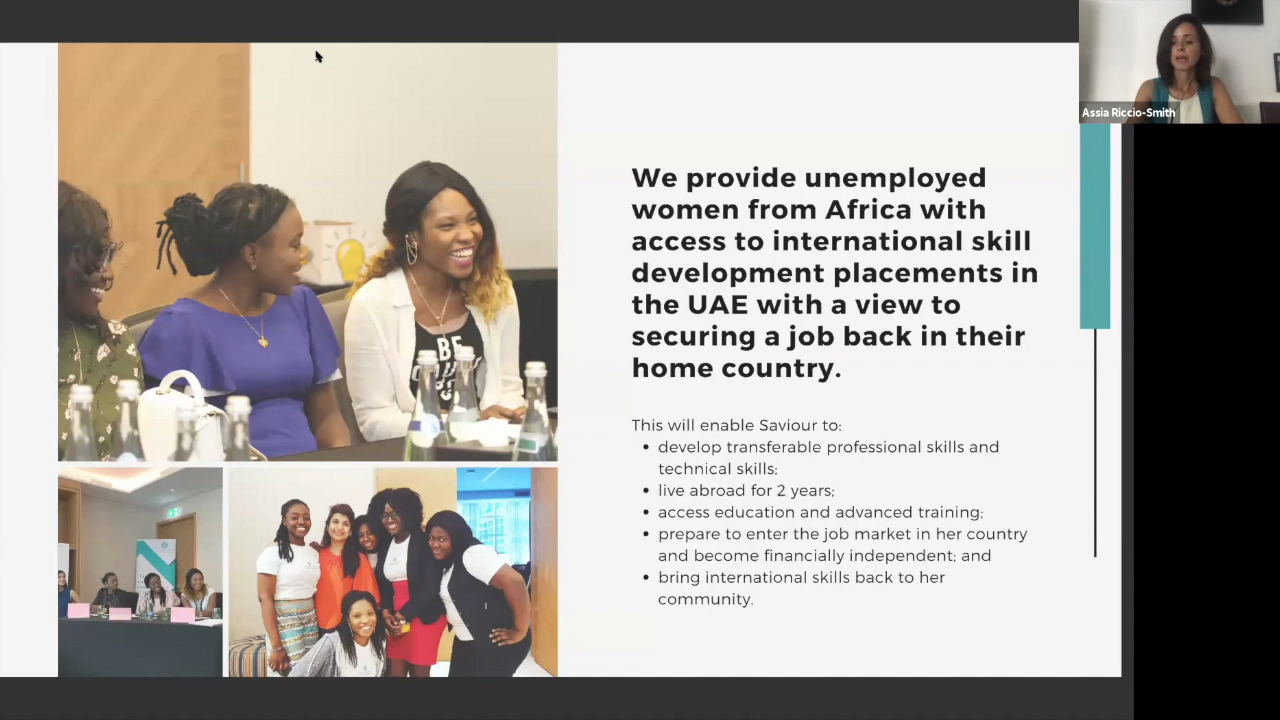 Assia Riccio-Smith
We provide unemployed
women from Africa with
access to international skill
development placements in
the UAE with a view to
securing a job back in their
home country.
This will enable Saviour to:
• develop transferable professional skills and
technical skills;
• live abroad for 2 years;
• access education and advanced training;
• prepare to enter the job market in her country
and become financially independent; and
• bring international skills back to her
community.